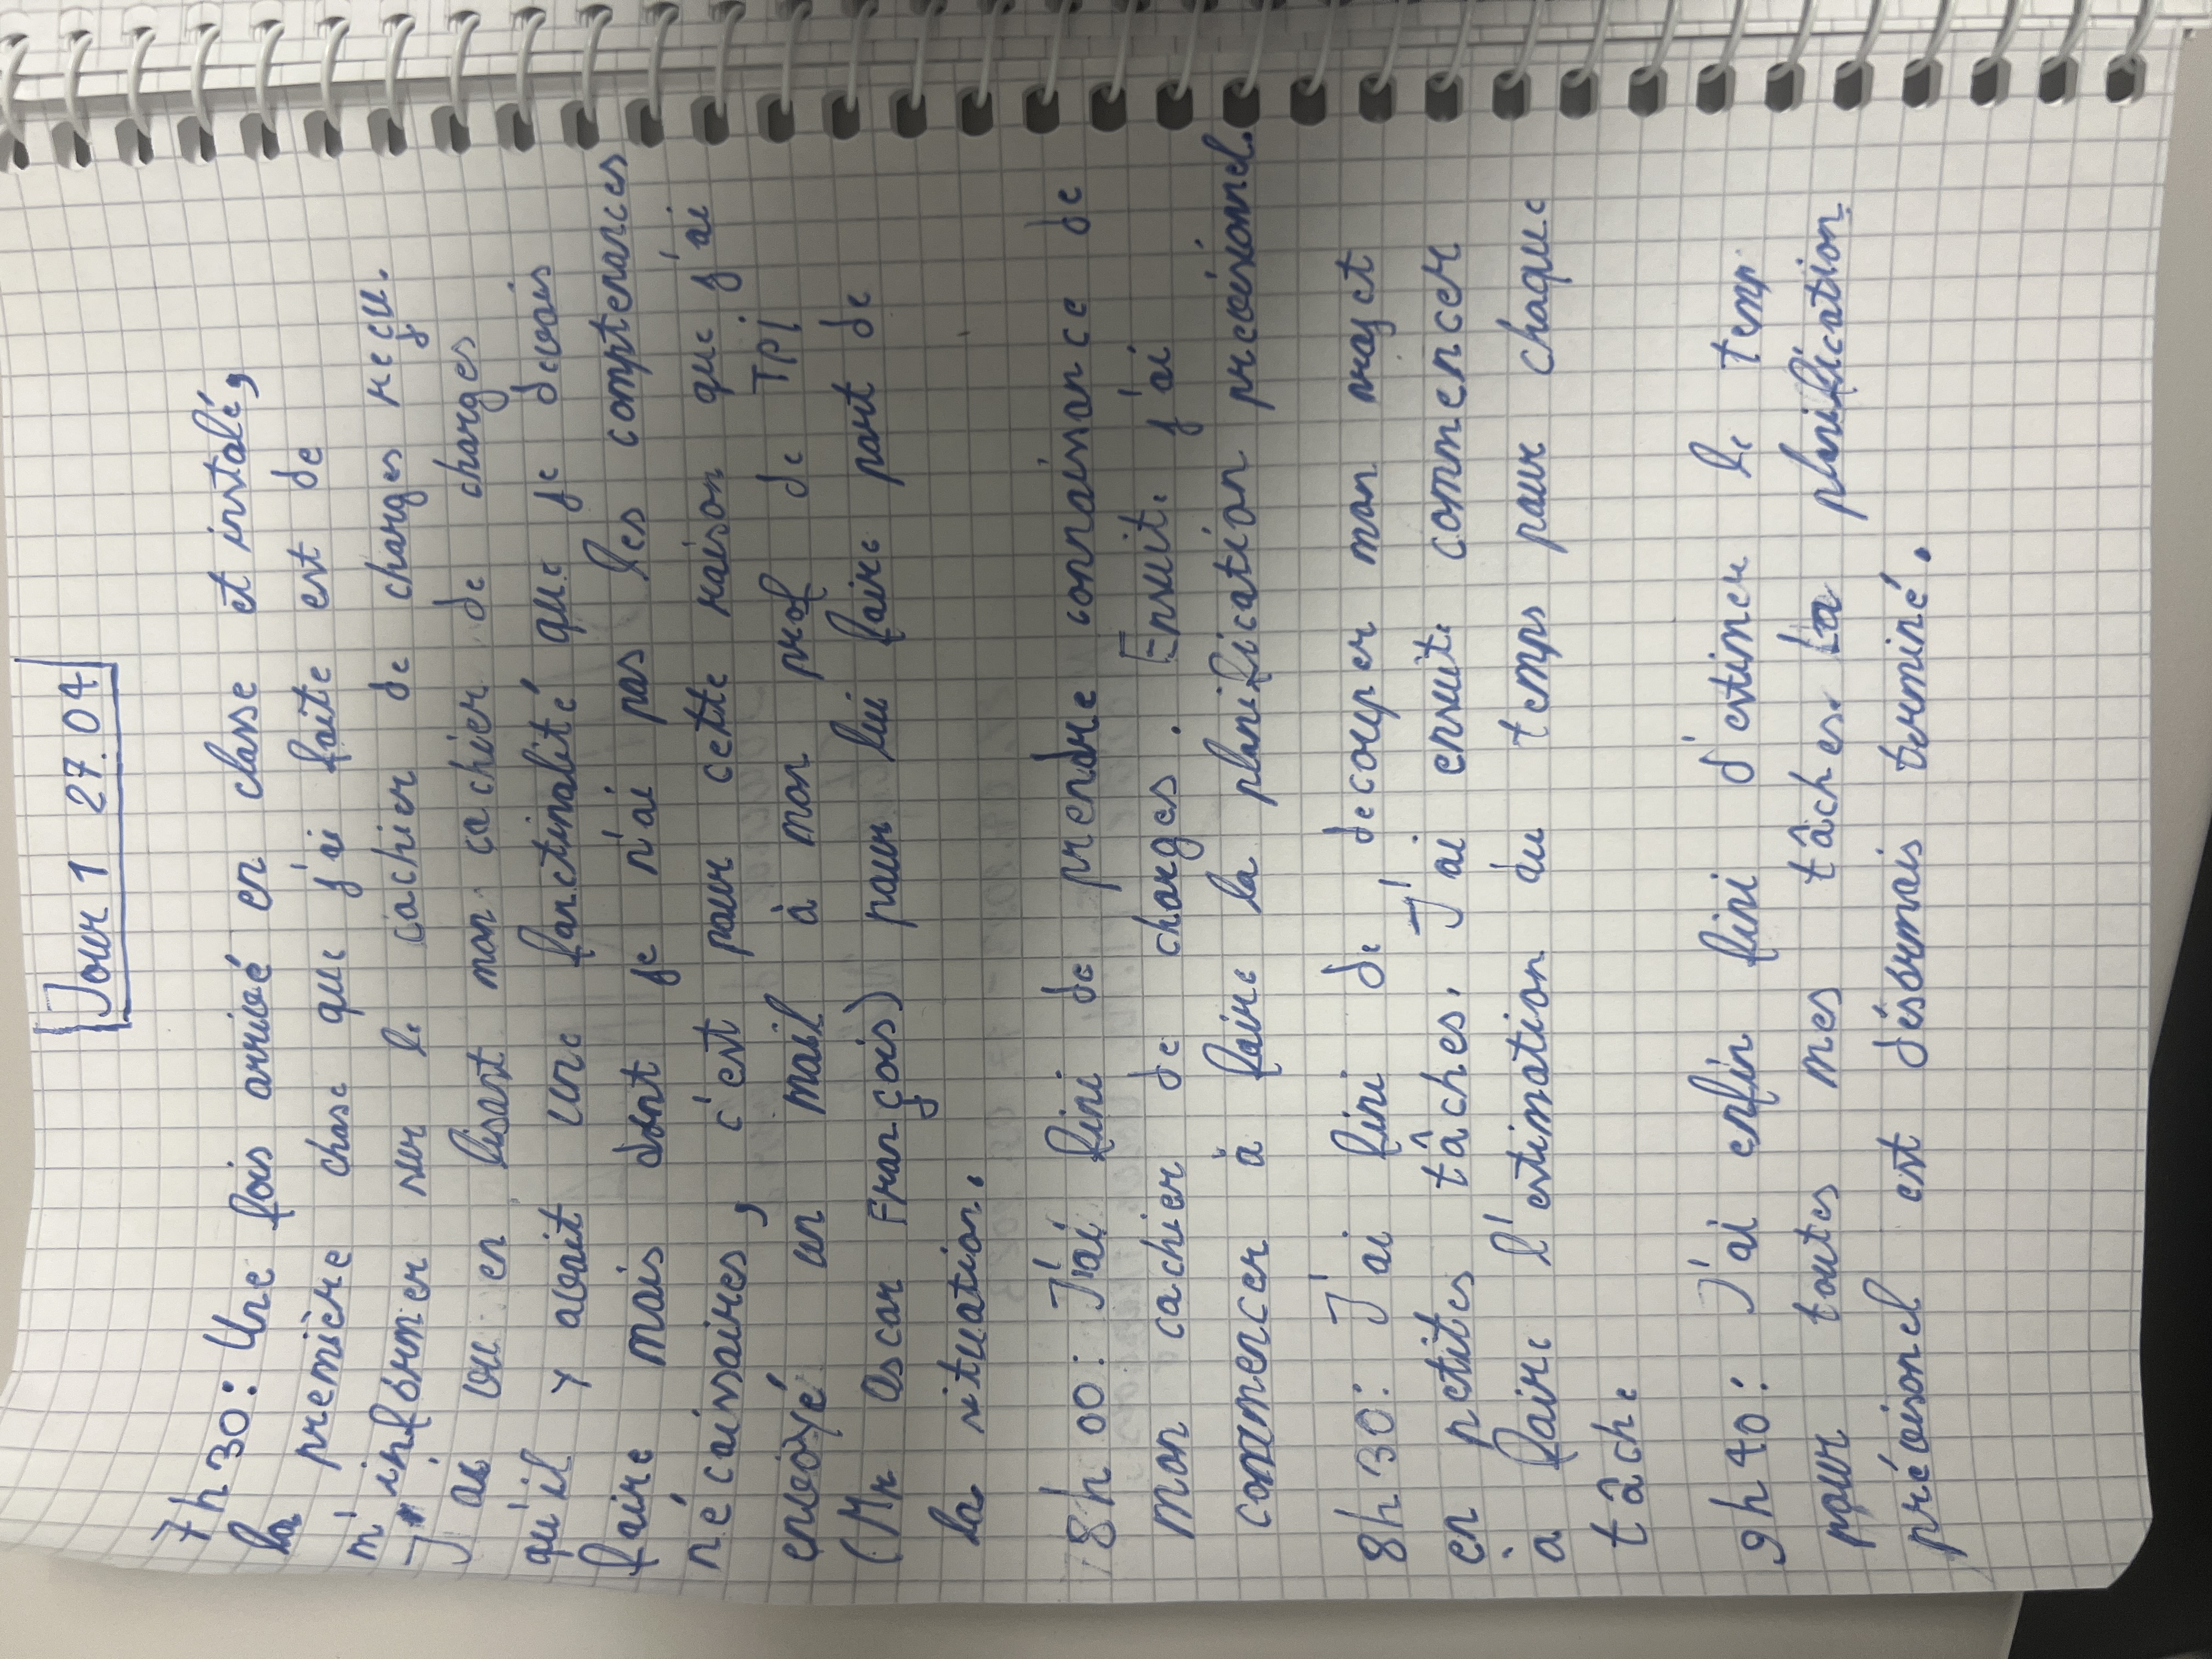 Jour 1 27.04
7h30: Une fois arrivé en classe et instalé,
la première chose que j'ai faite est de
m'informer sur le cachier de charges reçu.
J'ai vu en lisant mon cachier de charges
qu'il y avait une fonctinalité que je devais
faire mais dont je n'ai pas les comptenances
nécaissaires, c'est pour cette raison que j'ai
envoyé un mail à mon prof de TPI
(Mr Oscar François) pour lui faire part de
la situation.
8h00: J'ai fini de prendre connaissance de
mon cachier de charges. Ensuite j'ai
commencer à faire la planification previsionnel.
8h30: J'ai fini de decouper mon projet
en petites tâches. J'ai ensuite commencer
à faire l'estimation du temps pour chaque
tâche
9h40: J'ai enfin fini d'estimer le temp
pour toutes mes tâches. La planification
prévisonel est désormais terminé.